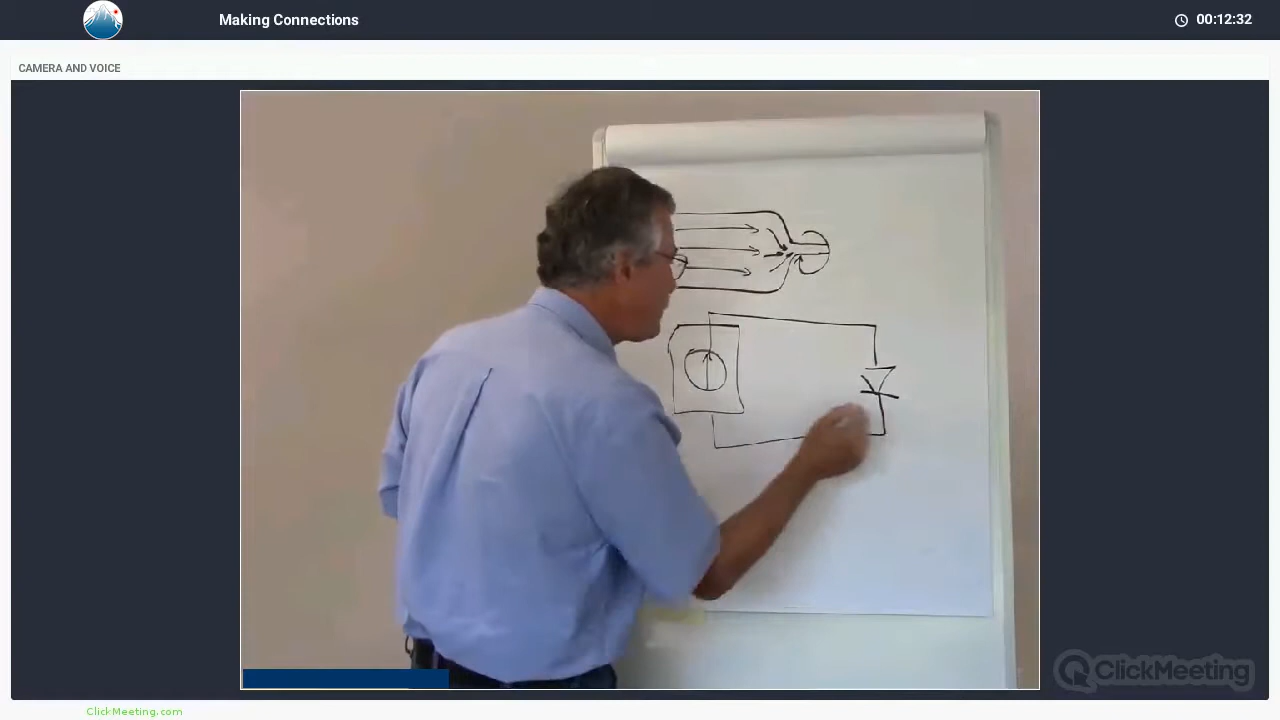 Making Connections
00:12:32
CAMERA AND VOICE
ClickMeeting
ClickMeeting.com